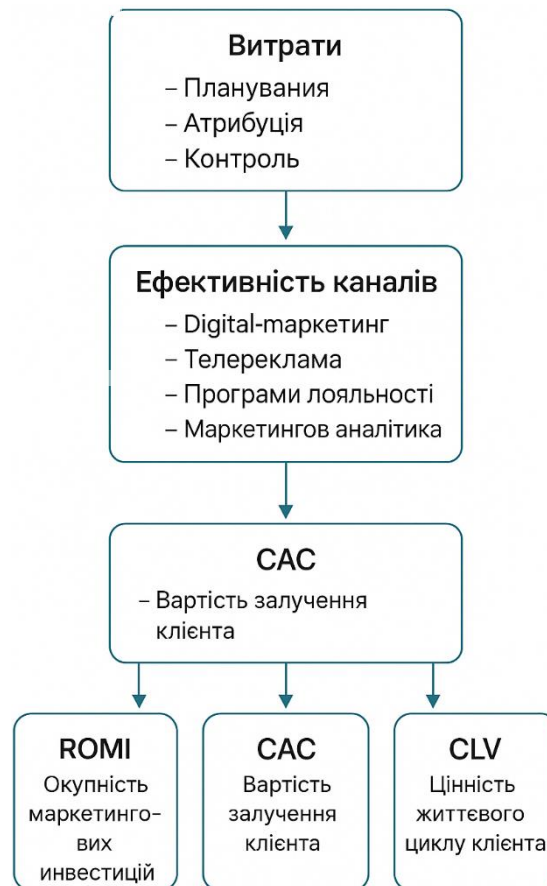 Витрати
– Планувания
– Атрибуція
– Контроль
Ефективність каналів
– Digital-маркетинг
– Телереклама
– Програми лояльності
– Маркетингов аналітика
CAC
– Вартість залучення
клієнта
ROMI
Окупність
маркетинго-
вих
инвестицій
CAC
Вартість
залучення
клієнта
CLV
Цінність
життєвого
циклу клієнта